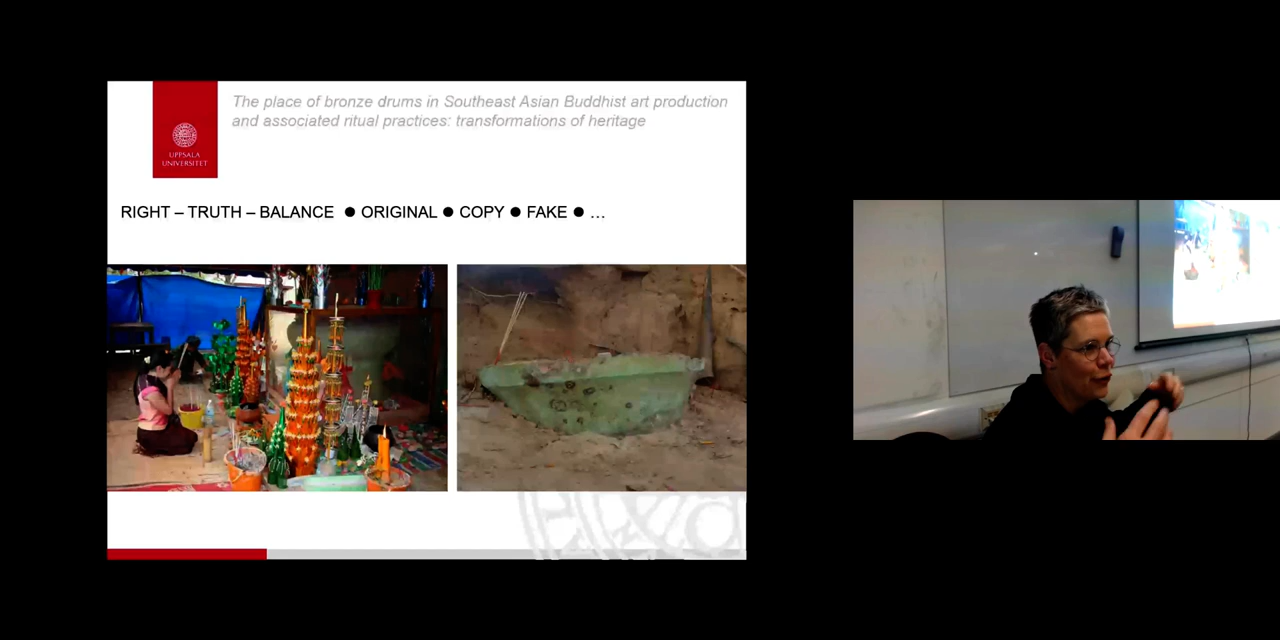 The place of bronze drums in Southeast Asian Buddhist art production
and associated ritual practices: transformations of heritage
UPPSALA
UNIVERSITET
RIGHT – TRUTH – BALANCE ● ORIGINAL ● COPY ● FAKE ● …